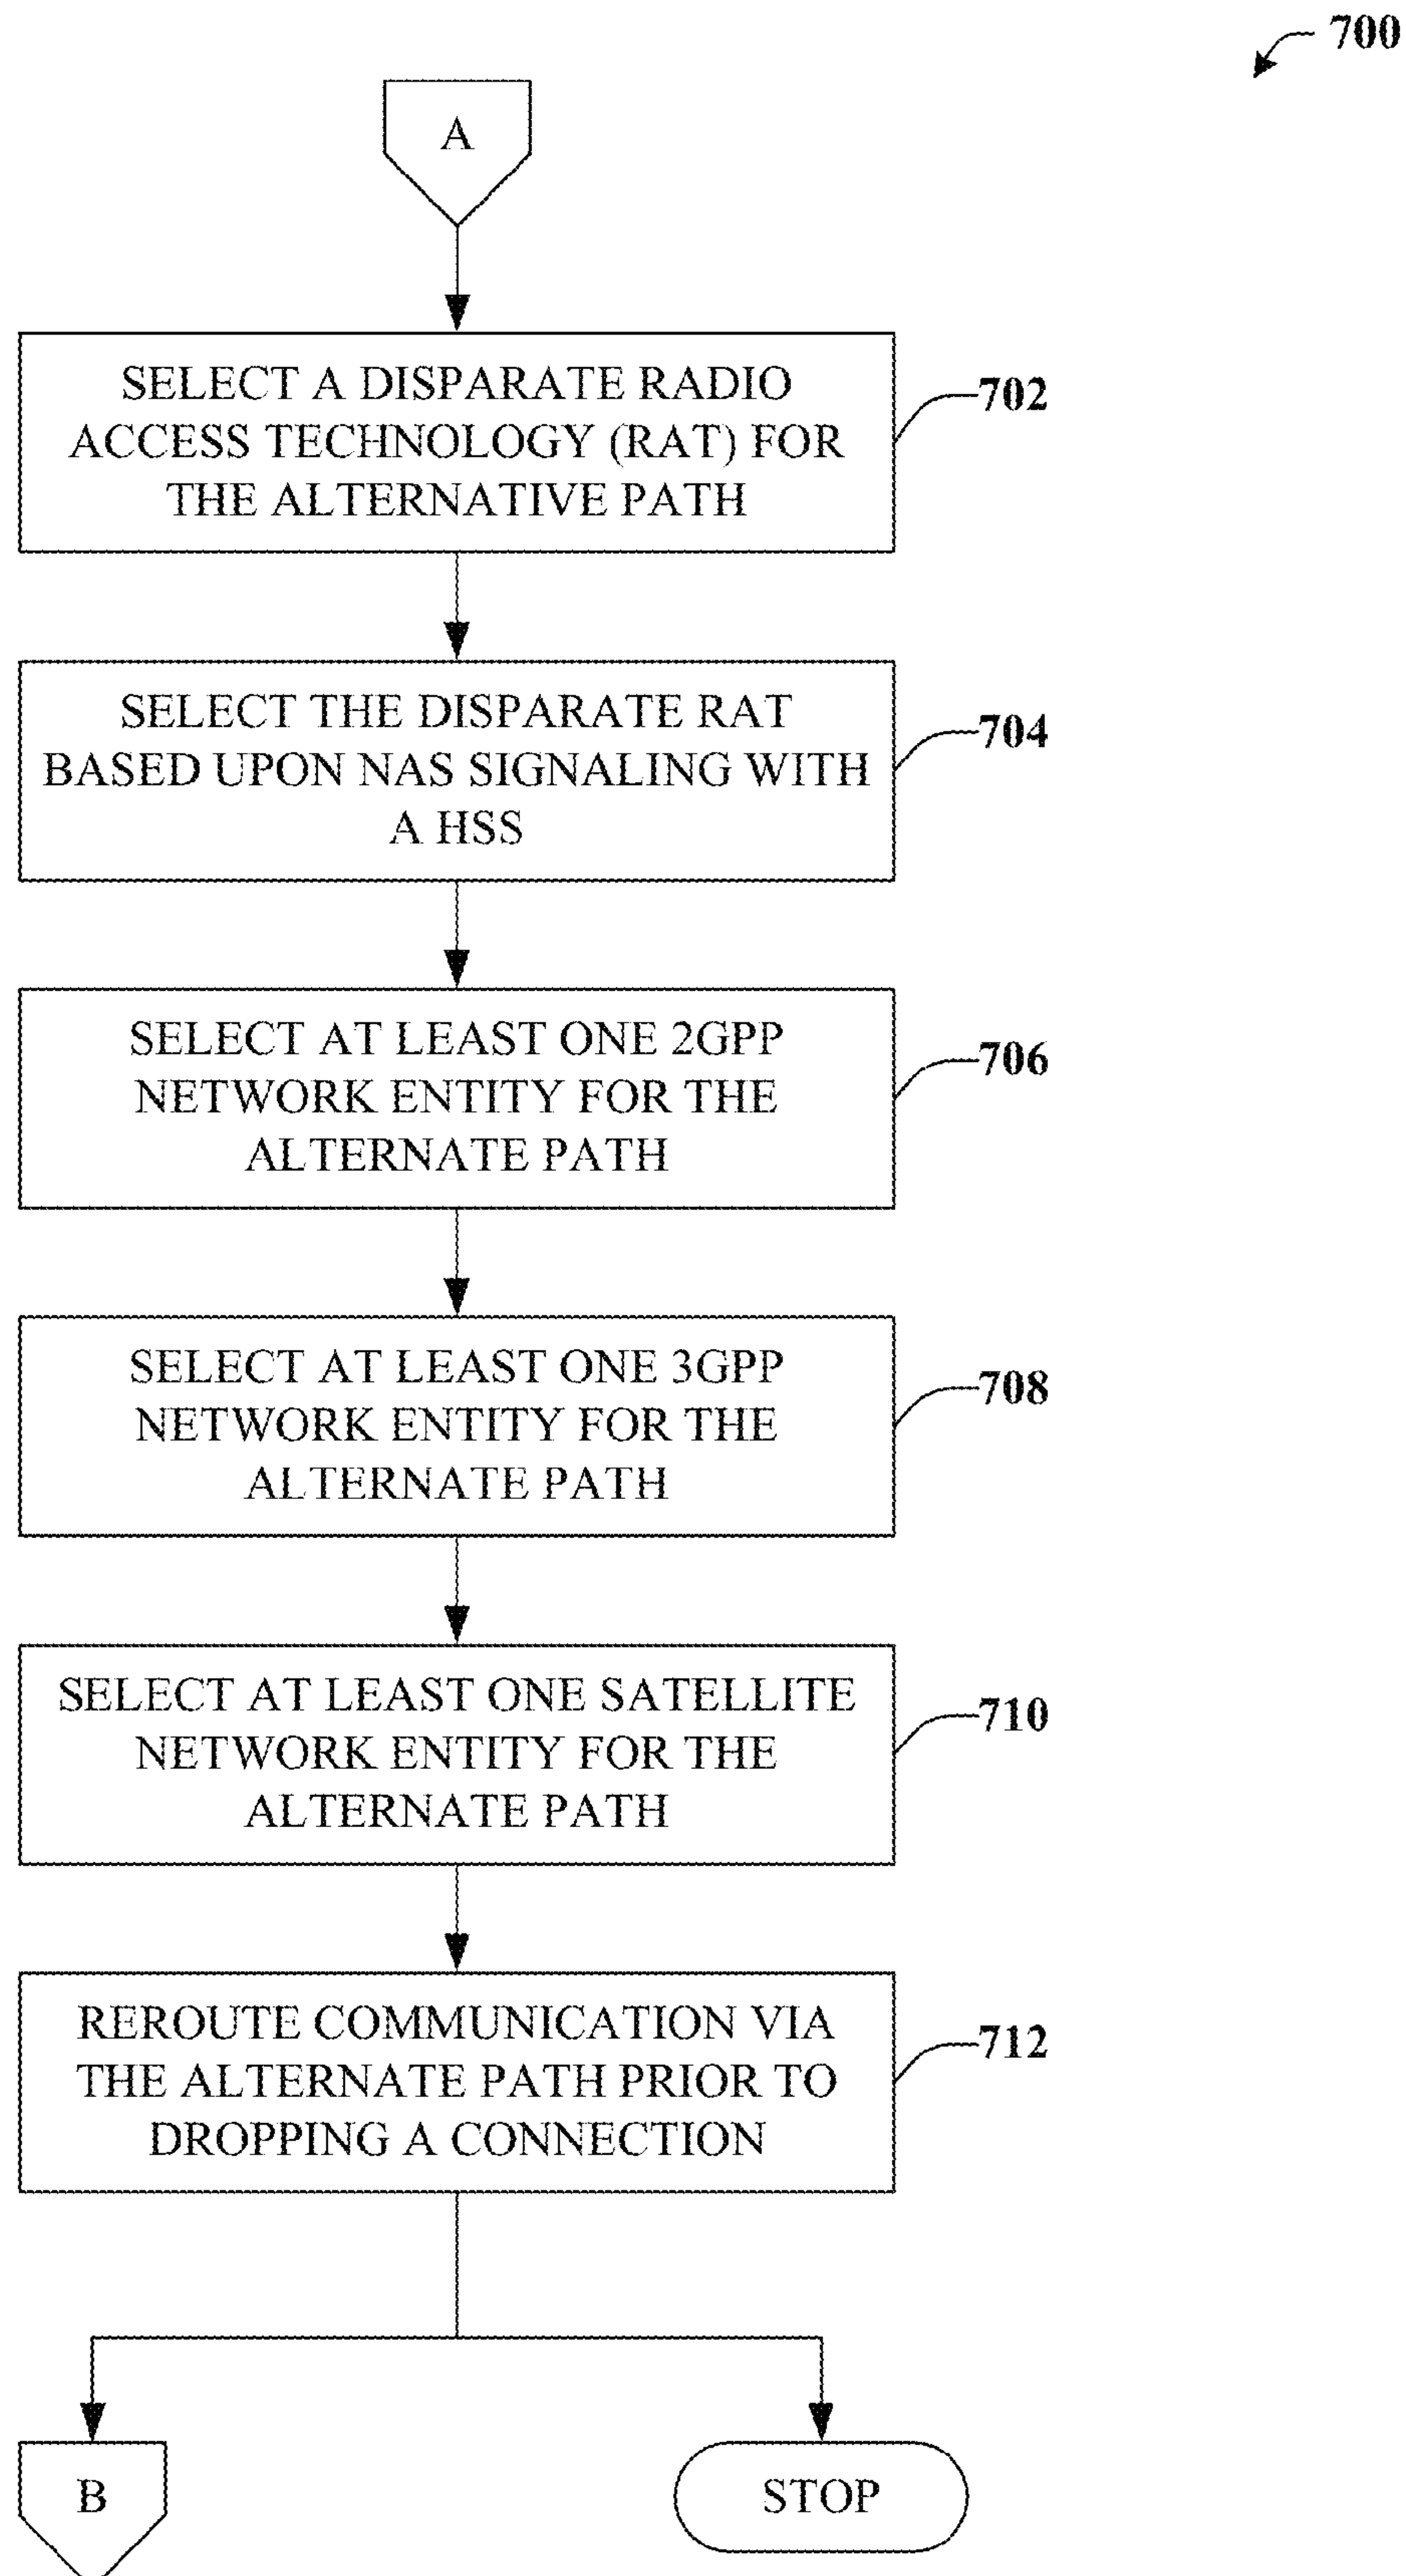 700
A
SELECT A DISPARATE RADIO
ACCESS TECHNOLOGY (RAT) FOR
THE ALTERNATIVE PATH
702
SELECT THE DISPARATE RAT
BASED UPON NAS SIGNALING WITH
A HSS
704
SELECT AT LEAST ONE 2GPP
NETWORK ENTITY FOR THE
ALTERNATE PATH
706
SELECT AT LEAST ONE 3GPP
NETWORK ENTITY FOR THE
ALTERNATE PATH
708
SELECT AT LEAST ONE SATELLITE
NETWORK ENTITY FOR THE
ALTERNATE PATH
710
REROUTE COMMUNICATION VIA
THE ALTERNATE PATH PRIOR TO
DROPPING A CONNECTION
712
B
STOP